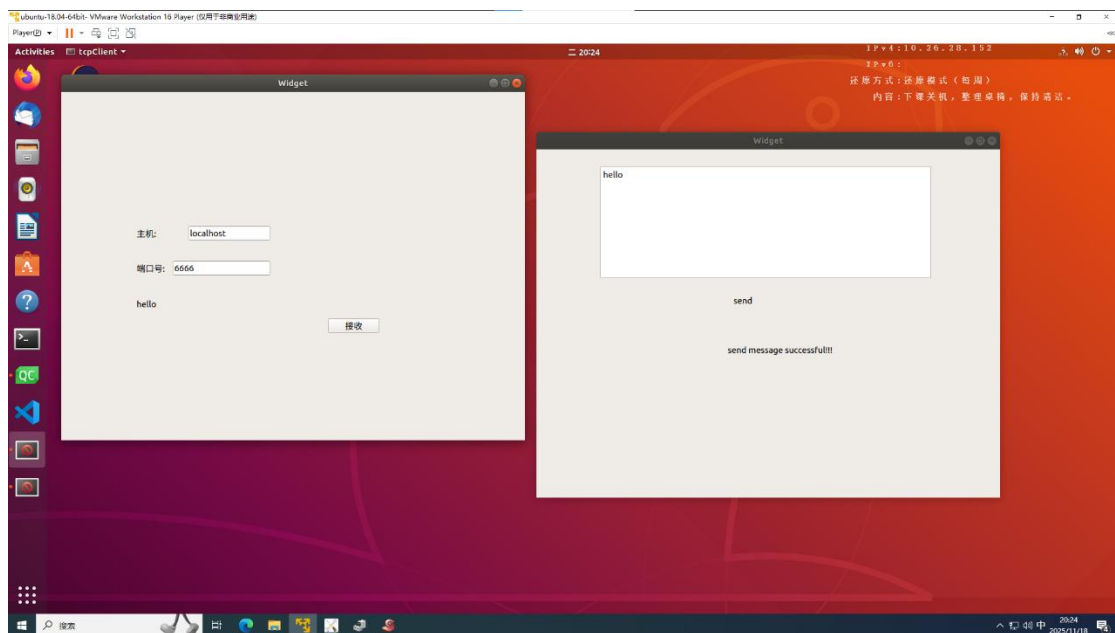 ubuntu-18.04-64bit- VMware Workstation 16 Player (仅用于非商业用途)
Player(P)
Activities
tcpClient
二 20:24
IPv4:10.26.28.152
IPv6:
还原方式:还原模式(每周)
内容:下课关机,整理桌椅,保持清洁。
Widget
主机:
localhost
端口号:
6666
hello
接收
Widget
hello
send
send message successful!!!
QC
搜索
中
20:24
2025/11/18